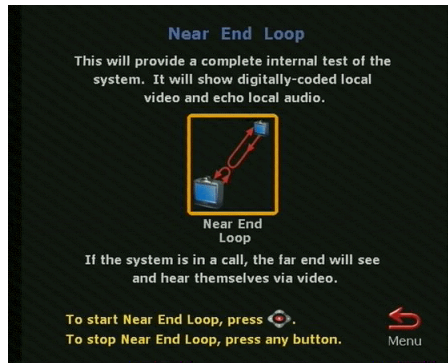 Near End Loop
This will provide a complete internal test of the
system. It will show digitally-coded local
video and echo local audio.
Near End
Loop
If the system is in a call, the far end will see
and hear themselves via video.
To start Near End Loop, press .
To stop Near End Loop, press any button.
Menu